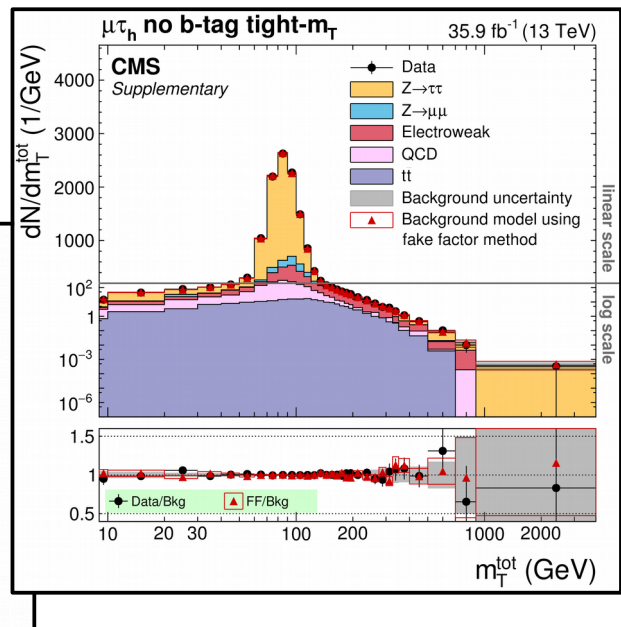 μτh no b-tag tight-mT 35.9 fb⁻¹ (13 TeV)
CMS
Supplementary
Data
Z→ττ
Z→μμ
Electroweak
QCD
tt
Background uncertainty
Background model using
fake factor method
dN/dmTtot (1/GeV)
4000
3000
2000
1000
10²
1
10⁻³
10⁻⁶
linear scale
log scale
1.5
1
0.5
Data/Bkg FF/Bkg
10 20 30 100 200 1000 2000
mTtot (GeV)